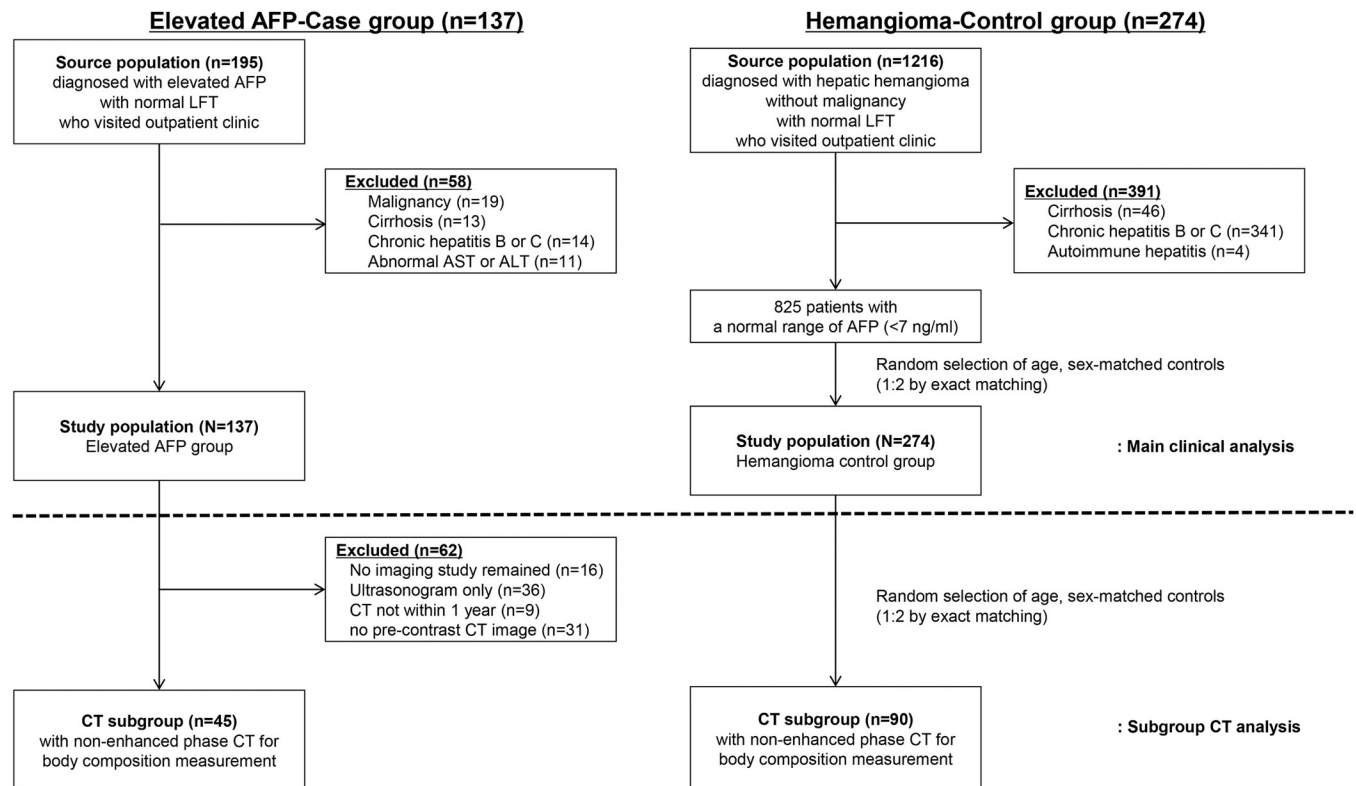 Elevated AFP-Case group (n=137)
Source population (n=195)
diagnosed with elevated AFP
with normal LFT
who visited outpatient clinic
Excluded (n=58)
Malignancy (n=19)
Cirrhosis (n=13)
Chronic hepatitis B or C (n=14)
Abnormal AST or ALT (n=11)
Study population (N=137)
Elevated AFP group
Excluded (n=62)
No imaging study remained (n=16)
Ultrasonogram only (n=36)
CT not within 1 year (n=9)
no pre-contrast CT image (n=31)
CT subgroup (n=45)
with non-enhanced phase CT for
body composition measurement
Hemangioma-Control group (n=274)
Source population (n=1216)
diagnosed with hepatic hemangioma
without malignancy
with normal LFT
who visited outpatient clinic
Excluded (n=391)
Cirrhosis (n=46)
Chronic hepatitis B or C (n=341)
Autoimmune hepatitis (n=4)
825 patients with
a normal range of AFP (<7 ng/ml)
Random selection of age, sex-matched controls
(1:2 by exact matching)
Study population (N=274)
Hemangioma control group
: Main clinical analysis
Random selection of age, sex-matched controls
(1:2 by exact matching)
CT subgroup (n=90)
with non-enhanced phase CT for
body composition measurement
: Subgroup CT analysis